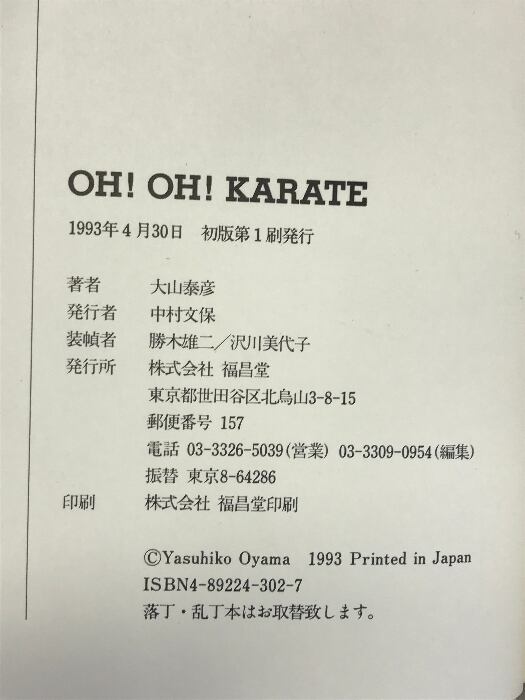 OH! OH! KARATE
1993年4月30日 初版第1刷発行
著者 大山泰彦
発行者 中村文保
装幀者 勝木雄二／沢川美代子
発行所 株式会社 福昌堂
東京都世田谷区北烏山3-8-15
郵便番号 157
電話 03-3326-5039(営業) 03-3309-0954(編集)
振替 東京8-64286
印刷 株式会社 福昌堂印刷
©Yasuhiko Oyama 1993 Printed in Japan
ISBN4-89224-302-7
落丁・乱丁本はお取替致します。